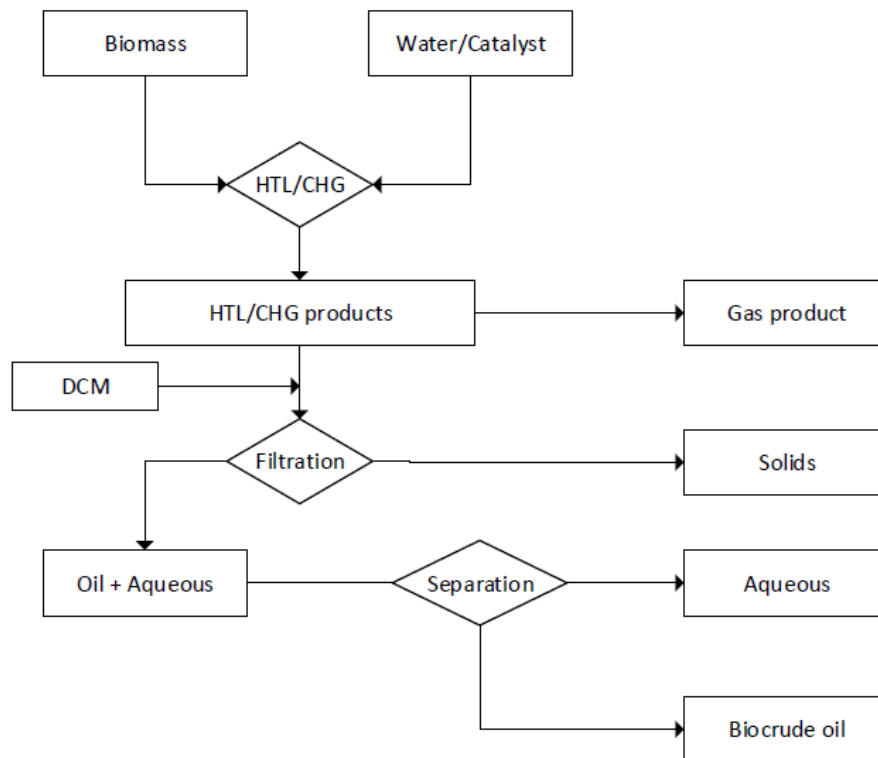 Biomass
Water/Catalyst
HTL/CHG
HTL/CHG products
Gas product
DCM
Filtration
Solids
Oil + Aqueous
Separation
Aqueous
Biocrude oil